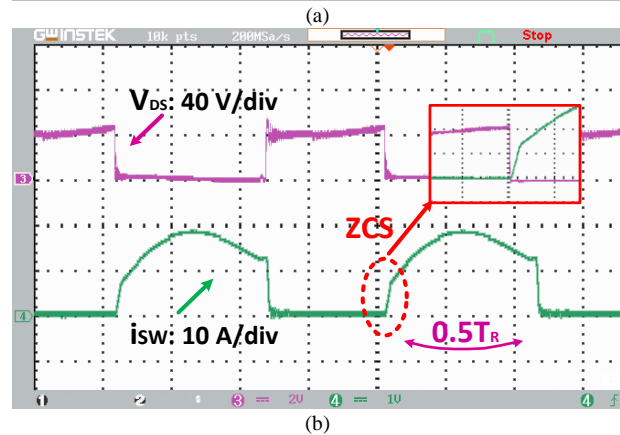 (a)
GWINSTEK 10k pts 200MSa/s Stop
VDS: 40 V/div
3
ZCS
4
iSW: 10 A/div
0.5TR
1 2 3 2V 4 1V 4
(b)